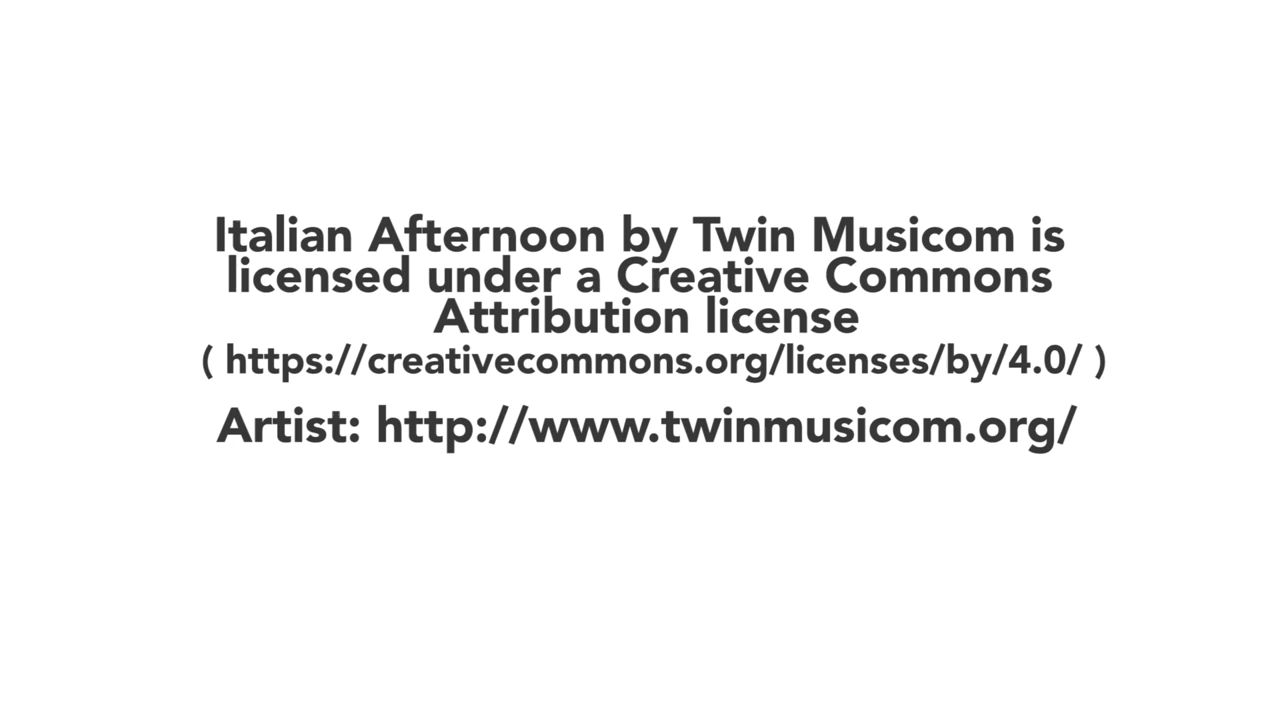 Italian Afternoon by Twin Musicom is
licensed under a Creative Commons
Attribution license
( https://creativecommons.org/licenses/by/4.0/ )
Artist: http://www.twinmusicom.org/